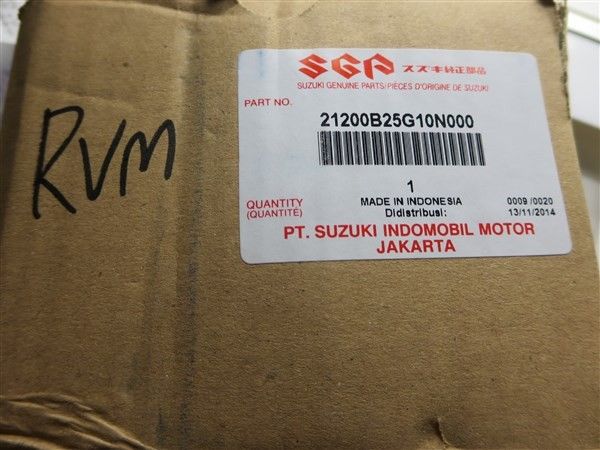 SGP スズキ純正部品
SUZUKI GENUINE PARTS/PIECES D'ORIGINE DE SUZUKI
PART NO.
21200B25G10N000
1
QUANTITY
(QUANTITÉ)
MADE IN INDONESIA
Didistribusi:
0009 /0020
13/11/2014
PT. SUZUKI INDOMOBIL MOTOR
JAKARTA
RVM